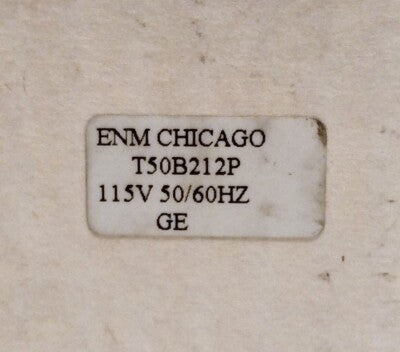 ENM CHICAGO
T50B212P
115V 50/60HZ
GE